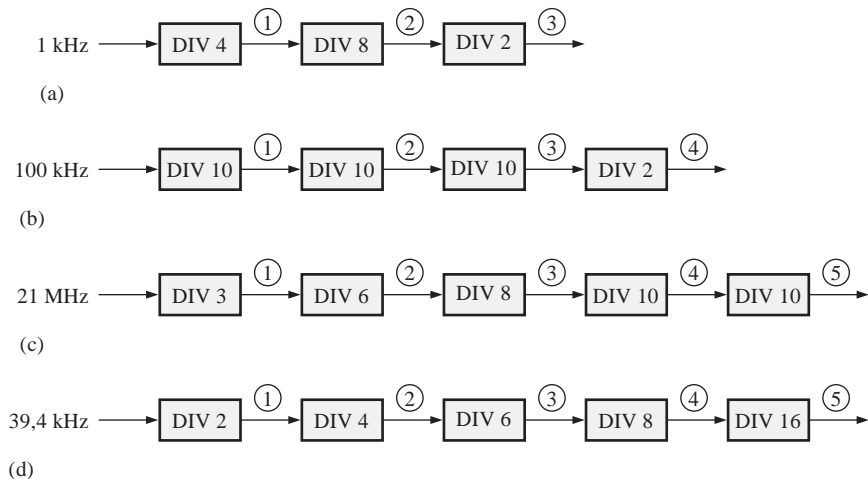 ① ② ③
1 kHz DIV 4 DIV 8 DIV 2
(a)
① ② ③ ④
100 kHz DIV 10 DIV 10 DIV 10 DIV 2
(b)
① ② ③ ④ ⑤
21 MHz DIV 3 DIV 6 DIV 8 DIV 10 DIV 10
(c)
① ② ③ ④ ⑤
39,4 kHz DIV 2 DIV 4 DIV 6 DIV 8 DIV 16
(d)